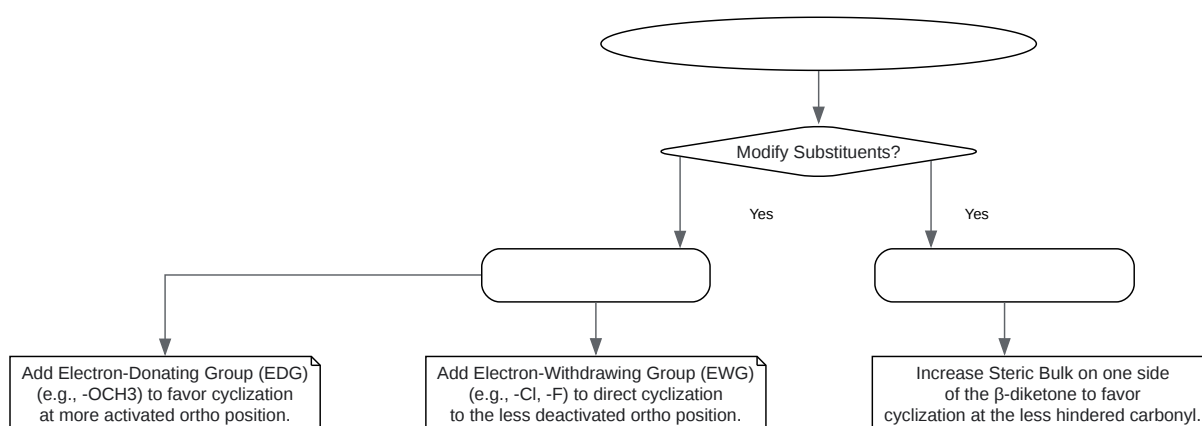 Modify Substituents?
Yes
Yes
Add Electron-Donating Group (EDG)
(e.g., -OCH3) to favor cyclization
at more activated ortho position.
Add Electron-Withdrawing Group (EWG)
(e.g., -Cl, -F) to direct cyclization
to the less deactivated ortho position.
Increase Steric Bulk on one side
of the β-diketone to favor
cyclization at the less hindered carbonyl.